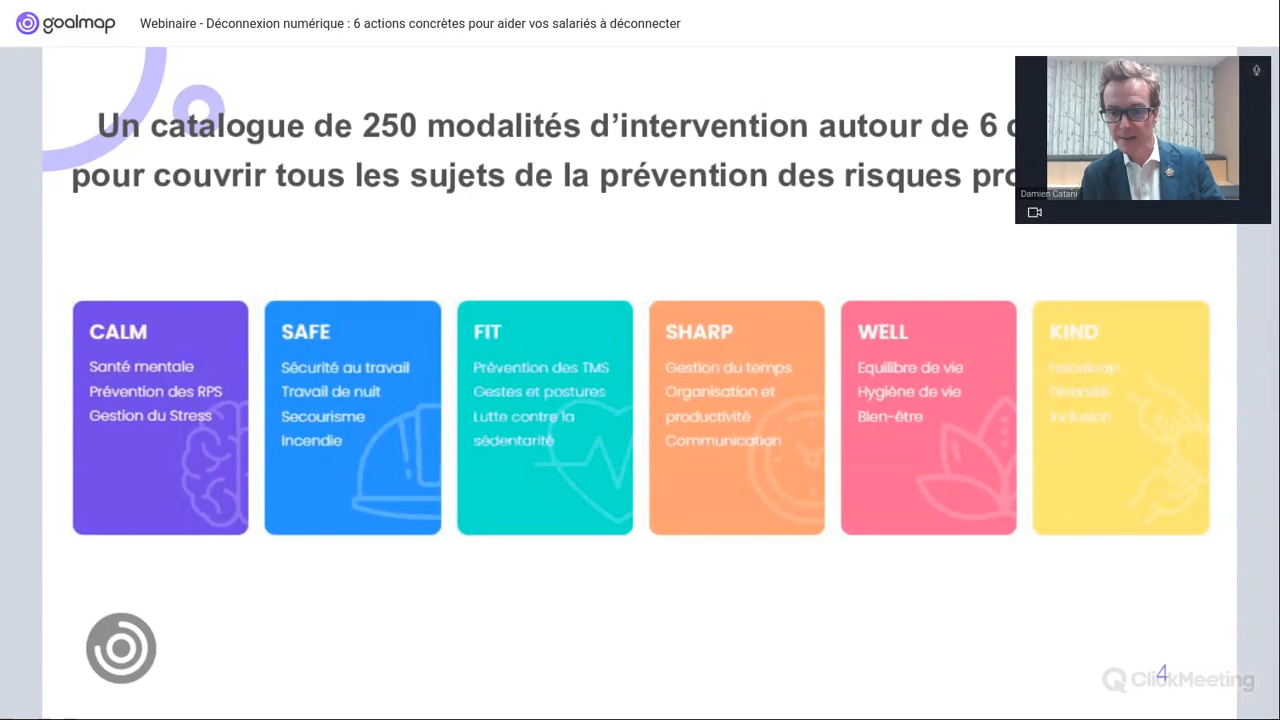 goalmap
Webinaire - Déconnexion numérique : 6 actions concrètes pour aider vos salariés à déconnecter
Un catalogue de 250 modalités d’intervention autour de 6
pour couvrir tous les sujets de la prévention des risques
Damien Catani
CALM
Santé mentale
Prévention des RPS
Gestion du Stress
SAFE
Sécurité au travail
Travail de nuit
Secourisme
Incendie
FIT
Prévention des TMS
Gestes et postures
Lutte contre la
sédentarité
SHARP
Gestion du temps
Organisation et
productivité
Communication
WELL
Equilibre de vie
Hygiène de vie
Bien-être
KIND
Handicap
Diversité
Inclusion
4
ClickMeeting